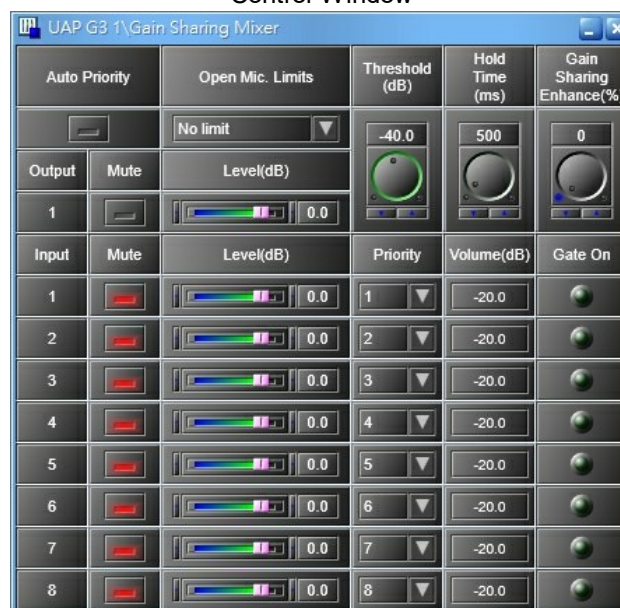 Control Window
UAP G3 1\Gain Sharing Mixer
Auto Priority
Open Mic. Limits
Threshold
(dB)
Hold
Time
(ms)
Gain
Sharing
Enhance(%
No limit
-40.0
500
0
Output
Mute
Level(dB)
1
0.0
Input Mute Level(dB) Priority Volume(dB) Gate On
1 0.0 1 -20.0
2 0.0 2 -20.0
3 0.0 3 -20.0
4 0.0 4 -20.0
5 0.0 5 -20.0
6 0.0 6 -20.0
7 0.0 7 -20.0
8 0.0 8 -20.0